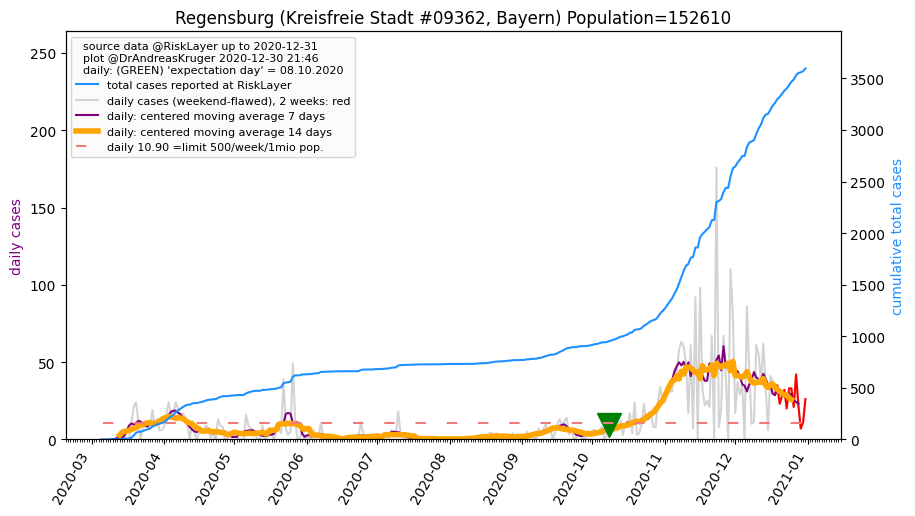 Regensburg (Kreisfreie Stadt #09362, Bayern) Population=152610
source data @RiskLayer up to 2020-12-31
plot @DrAndreasKruger 2020-12-30 21:46
daily: (GREEN) 'expectation day' = 08.10.2020
total cases reported at RiskLayer
daily cases (weekend-flawed), 2 weeks: red
daily: centered moving average 7 days
daily: centered moving average 14 days
daily 10.90 =limit 500/week/1mio pop.
daily cases
250
200
150
100
50
0
cumulative total cases
3500
3000
2500
2000
1500
1000
500
0
2020-03
2020-04
2020-05
2020-06
2020-07
2020-08
2020-09
2020-10
2020-11
2020-12
2021-01